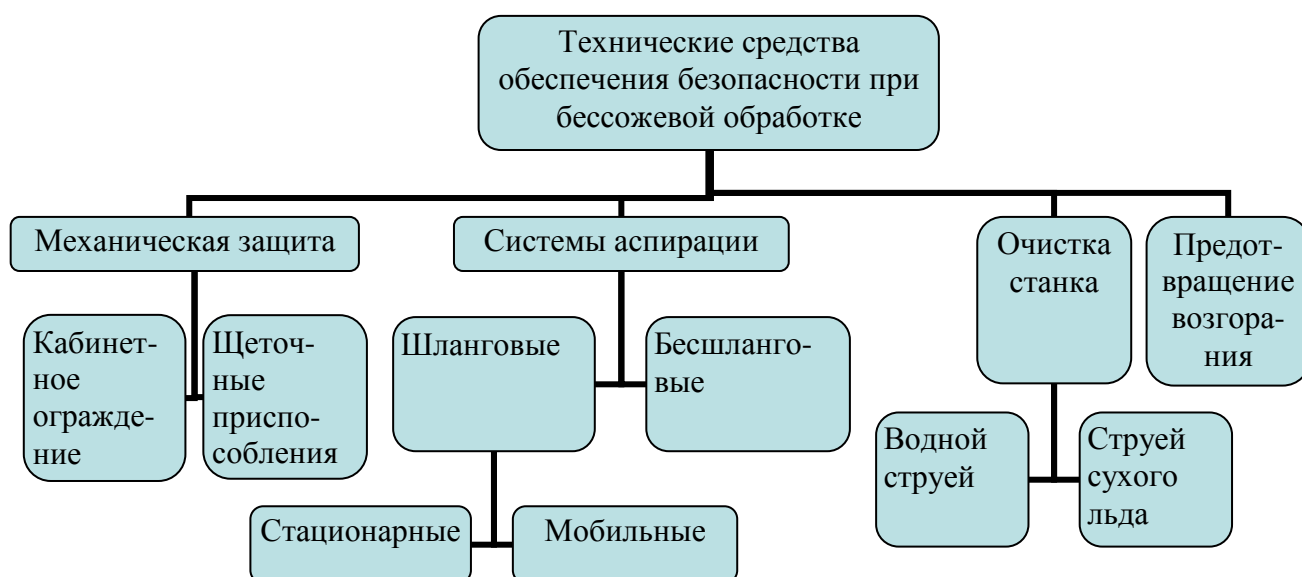 Технические средства
обеспечения безопасности при
бессожевой обработке
Механическая защита
Системы аспирации
Очистка
станка
Предот-
вращение
возгора-
ния
Кабинет-
ное
огражде-
ние
Щеточ-
ные
приспо-
собления
Шланговые
Бесшланго-
вые
Водной
струей
Струей
сухого
льда
Стационарные
Мобильные